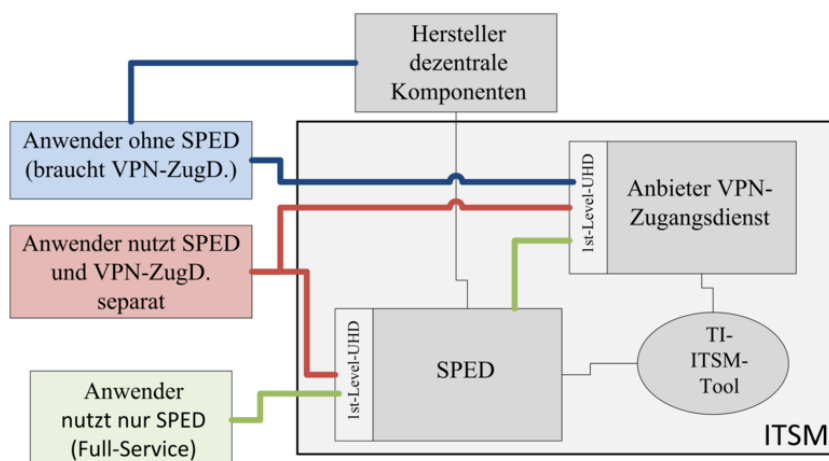 Hersteller
dezentrale
Komponenten
Anwender ohne SPED
(braucht VPN-ZugD.)
1st-Level-UHD
Anbieter VPN-
Zugangsdienst
Anwender nutzt SPED
und VPN-ZugD.
separat
1st-Level-UHD
SPED
TI-
ITSM-
Tool
Anwender
nutzt nur SPED
(Full-Service)
ITSM